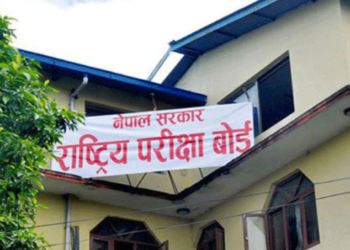 नेपाल सरकार
राष्ट्रिय परीक्षा बोर्ड